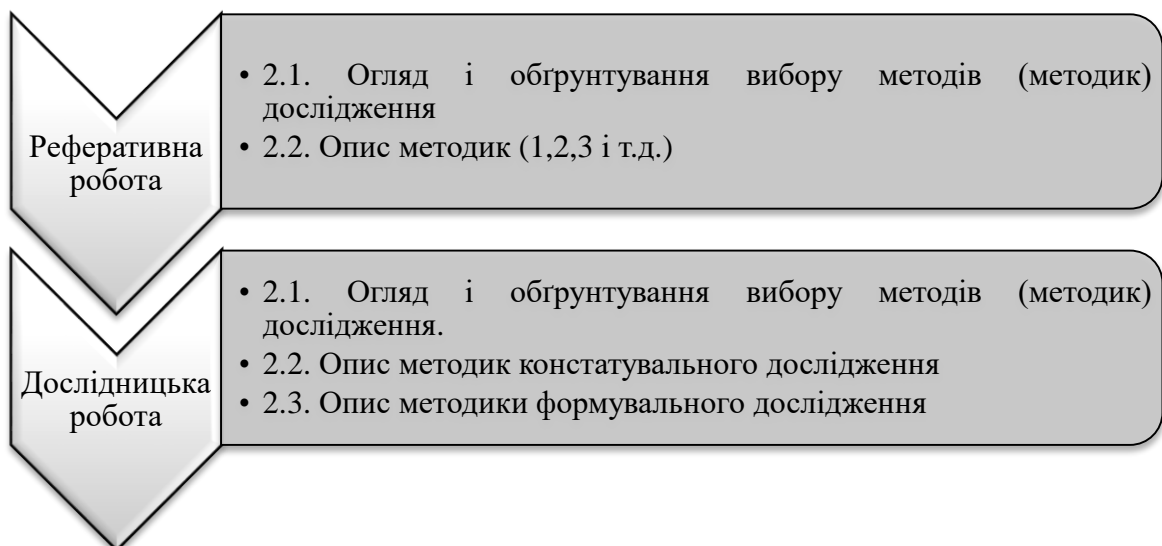 Реферативна
робота
• 2.1. Огляд і обґрунтування вибору методів (методик)
дослідження
• 2.2. Опис методик (1,2,3 і т.д.)
Дослідницька
робота
• 2.1. Огляд і обґрунтування вибору методів (методик)
дослідження.
• 2.2. Опис методик констатувального дослідження
• 2.3. Опис методики формувального дослідження